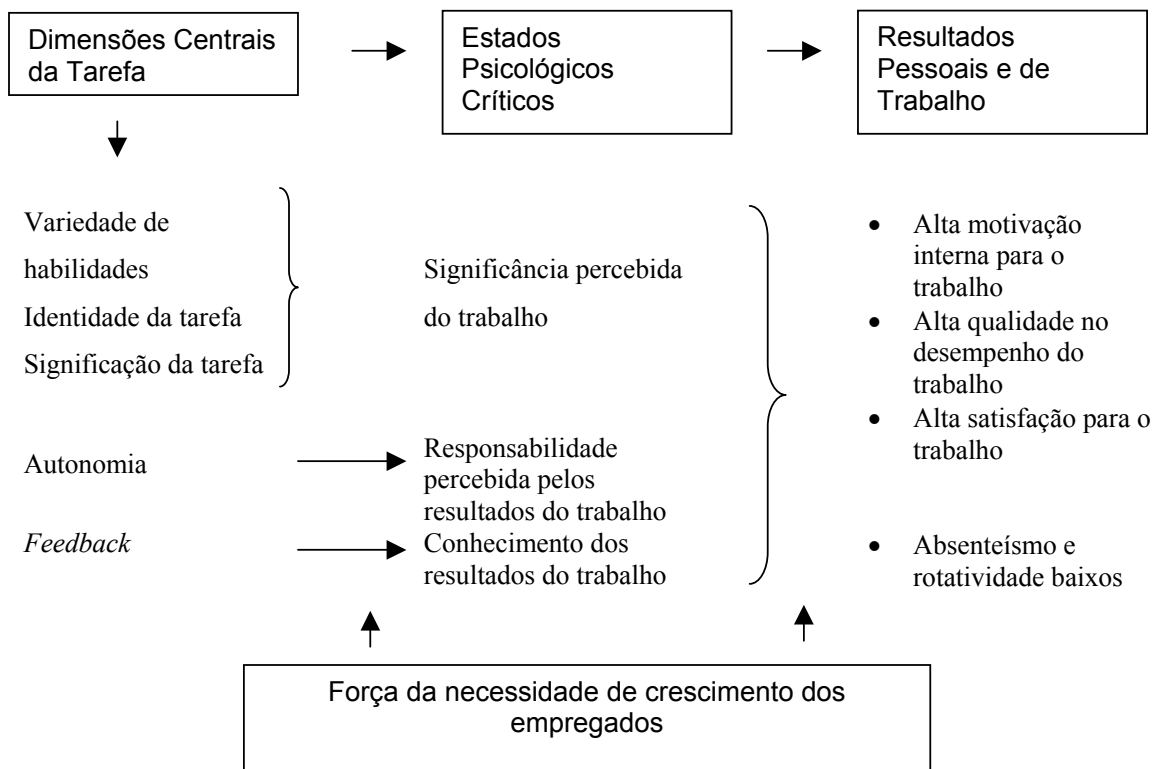 Dimensões Centrais
da Tarefa
Estados
Psicológicos
Críticos
Resultados
Pessoais e de
Trabalho
Variedade de
habilidades
Identidade da tarefa
Significação da tarefa
Significância percebida
do trabalho
Autonomia
Responsabilidade
percebida pelos
resultados do trabalho
Feedback
Conhecimento dos
resultados do trabalho
• Alta motivação
interna para o
trabalho
• Alta qualidade no
desempenho do
trabalho
• Alta satisfação para o
trabalho
• Absenteísmo e
rotatividade baixos
Força da necessidade de crescimento dos
empregados